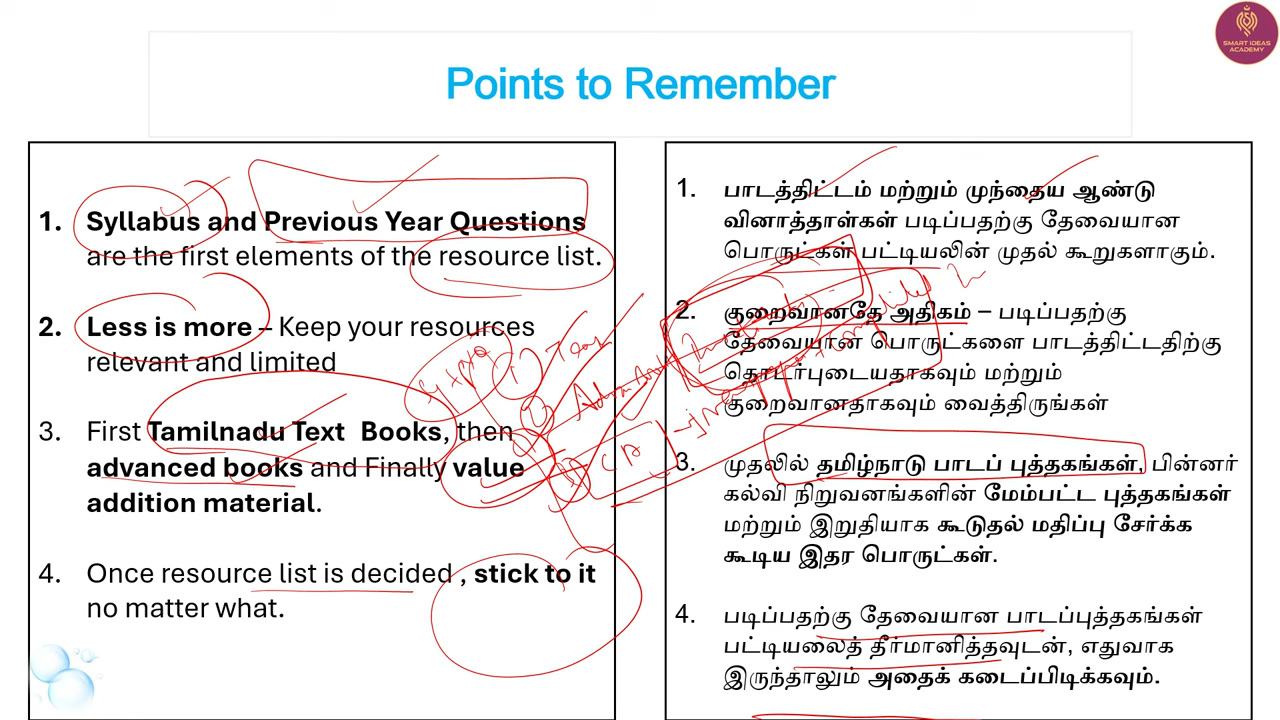 SMART IDEAS
ACADEMY
Points to Remember
1. Syllabus and Previous Year Questions
are the first elements of the resource list.
2. Less is more – Keep your resources
relevant and limited
3. First Tamilnadu Text Books, then
advanced books and Finally value
addition material.
4. Once resource list is decided , stick to it
no matter what.
1. பாடத்திட்டம் மற்றும் முந்தைய ஆண்டு
வினாத்தாள்கள் படிப்பதற்கு தேவையான
பொருட்கள் பட்டியலின் முதல் கூறுகளாகும்.
2. குறைவானதே அதிகம் – படிப்பதற்கு
தேவையான பொருட்களை பாடத்திட்டதிற்கு
தொடர்புடையதாகவும் மற்றும்
குறைவானதாகவும் வைத்திருங்கள்
3. முதலில் தமிழ்நாடு பாடப் புத்தகங்கள், பின்னர்
கல்வி நிறுவனங்களின் மேம்பட்ட புத்தகங்கள்
மற்றும் இறுதியாக கூடுதல் மதிப்பு சேர்க்க
கூடிய இதர பொருட்கள்.
4. படிப்பதற்கு தேவையான பாடப்புத்தகங்கள்
பட்டியலைத் தீர்மானித்தவுடன், எதுவாக
இருந்தாலும் அதைக் கடைப்பிடிக்கவும்.
CA